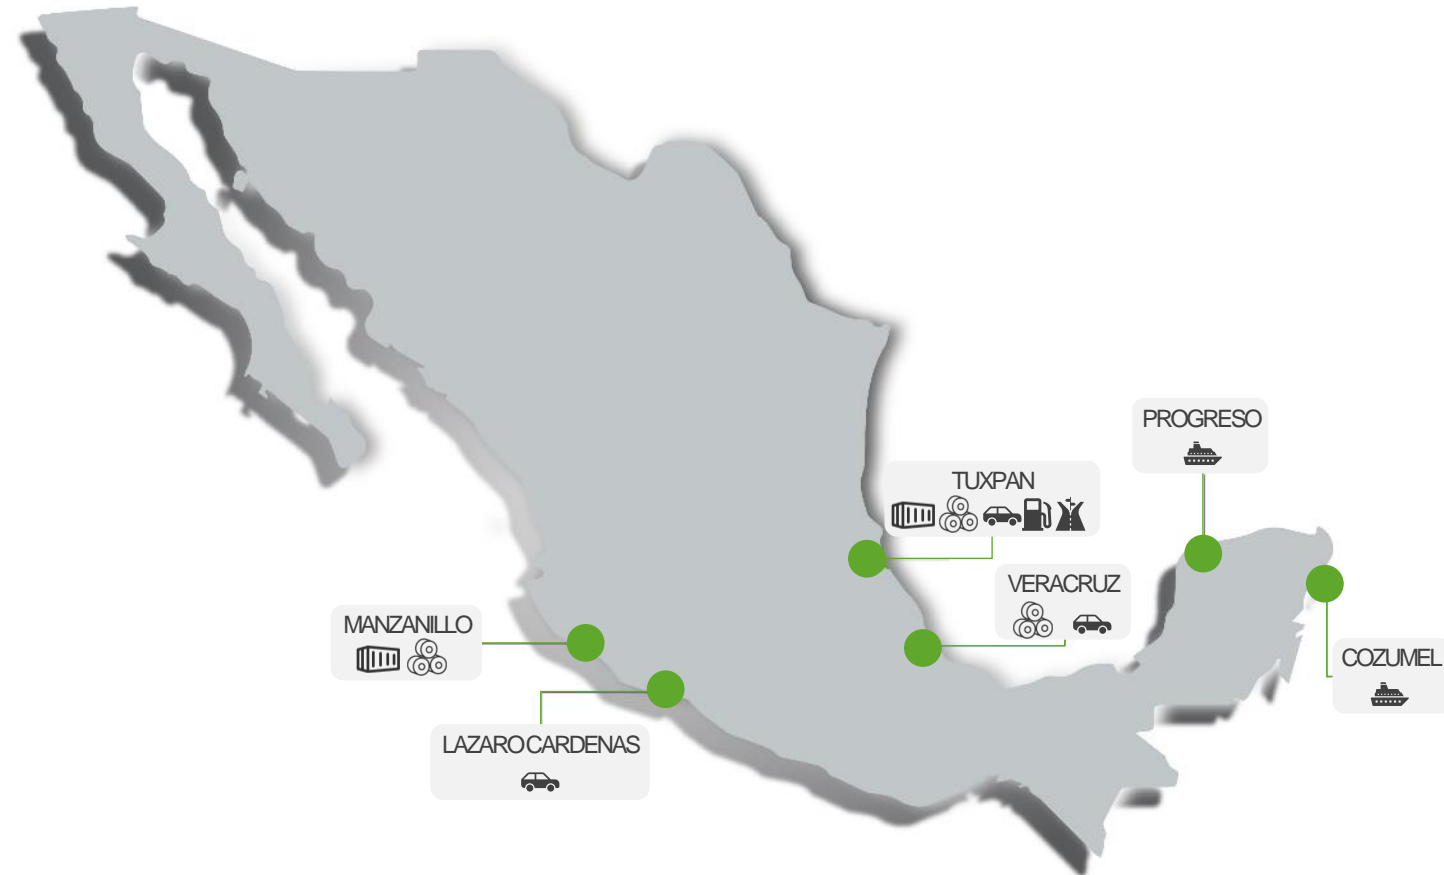 PROGRESO
TUXPAN
VERACRUZ
MANZANILLO
COZUMEL
LAZARO CARDENAS